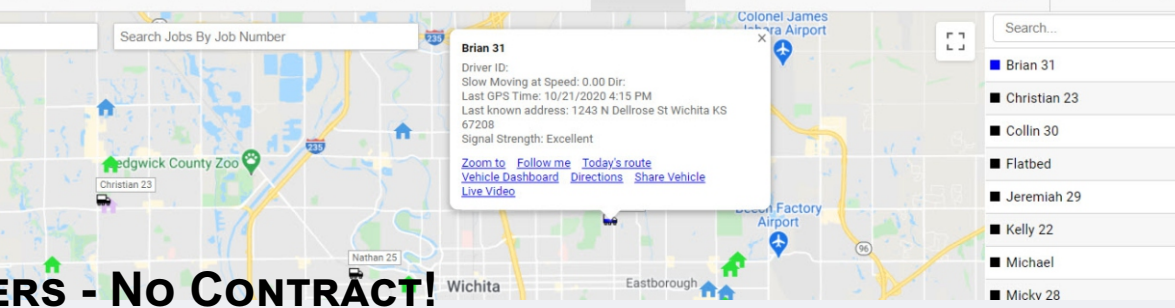 Search Jobs By Job Number
Colonel James
Jabara Airport
Search...
235
Brian 31
Driver ID:
Slow Moving at Speed: 0.00 Dir:
Last GPS Time: 10/21/2020 4:15 PM
Last known address: 1243 N Dellrose St Wichita KS
67208
Signal Strength: Excellent
Zoom to Follow me Today's route
Vehicle Dashboard Directions Share Vehicle
Live Video
Brian 31
Christian 23
Collin 30
Flatbed
Jeremiah 29
Kelly 22
Michael
Micky 28
235
Sedgwick County Zoo
Christian 23
Beech Factory
Airport
96
Nathan 25
Wichita
Eastborough
ERS - NO CONTRACT!